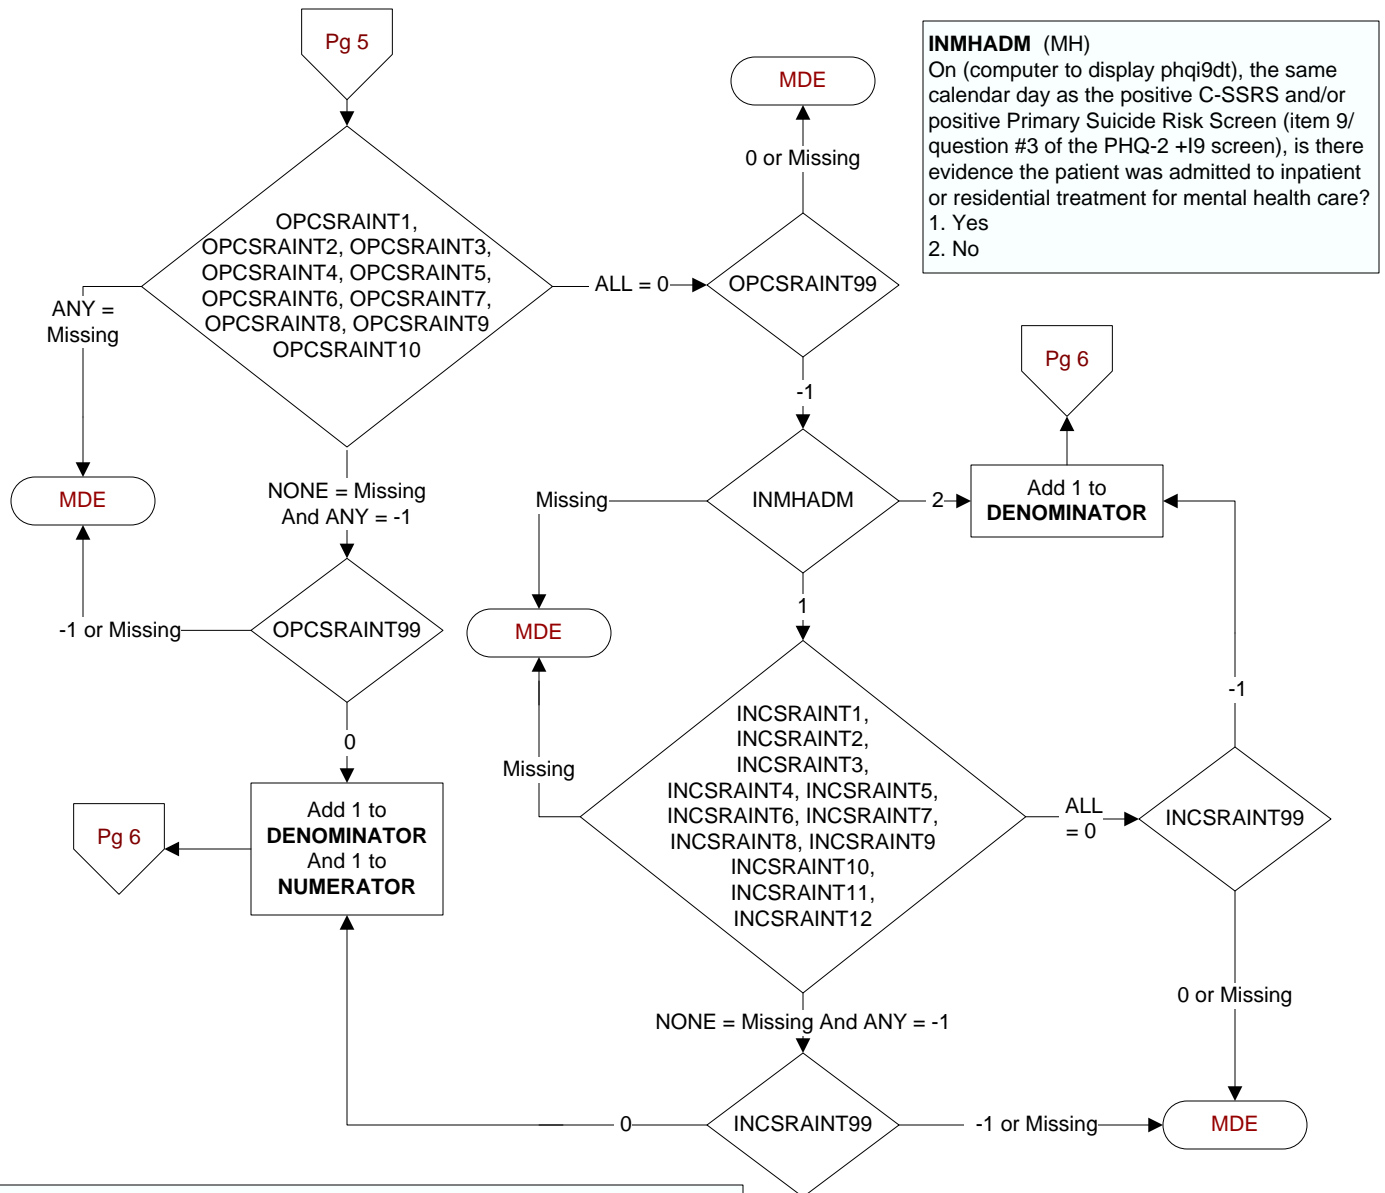 Pg 5
INMHADM (MH)
On (computer to display phqi9dt), the same
calendar day as the positive C-SSRS and/or
positive Primary Suicide Risk Screen (item 9/
question #3 of the PHQ-2 +I9 screen), is there
evidence the patient was admitted to inpatient
or residential treatment for mental health care?
1. Yes
2. No
MDE
0 or Missing
OPCSRAINT1,
OPCSRAINT2, OPCSRAINT3,
OPCSRAINT4, OPCSRAINT5,
OPCSRAINT6, OPCSRAINT7,
OPCSRAINT8, OPCSRAINT9
OPCSRAINT10
ALL = 0
OPCSRAINT99
ANY =
Missing
-1
Pg 6
MDE
NONE = Missing
And ANY = -1
Missing
INMHADM
2
Add 1 to
DENOMINATOR
-1 or Missing
OPCSRAINT99
MDE
1
0
Missing
INCSRAINT1,
INCSRAINT2,
INCSRAINT3,
INCSRAINT4, INCSRAINT5,
INCSRAINT6, INCSRAINT7,
INCSRAINT8, INCSRAINT9
INCSRAINT10,
INCSRAINT11,
INCSRAINT12
ALL
= 0
INCSRAINT99
-1
Pg 6
Add 1 to
DENOMINATOR
And 1 to
NUMERATOR
0 or Missing
NONE = Missing And ANY = -1
0
INCSRAINT99
-1 or Missing
MDE